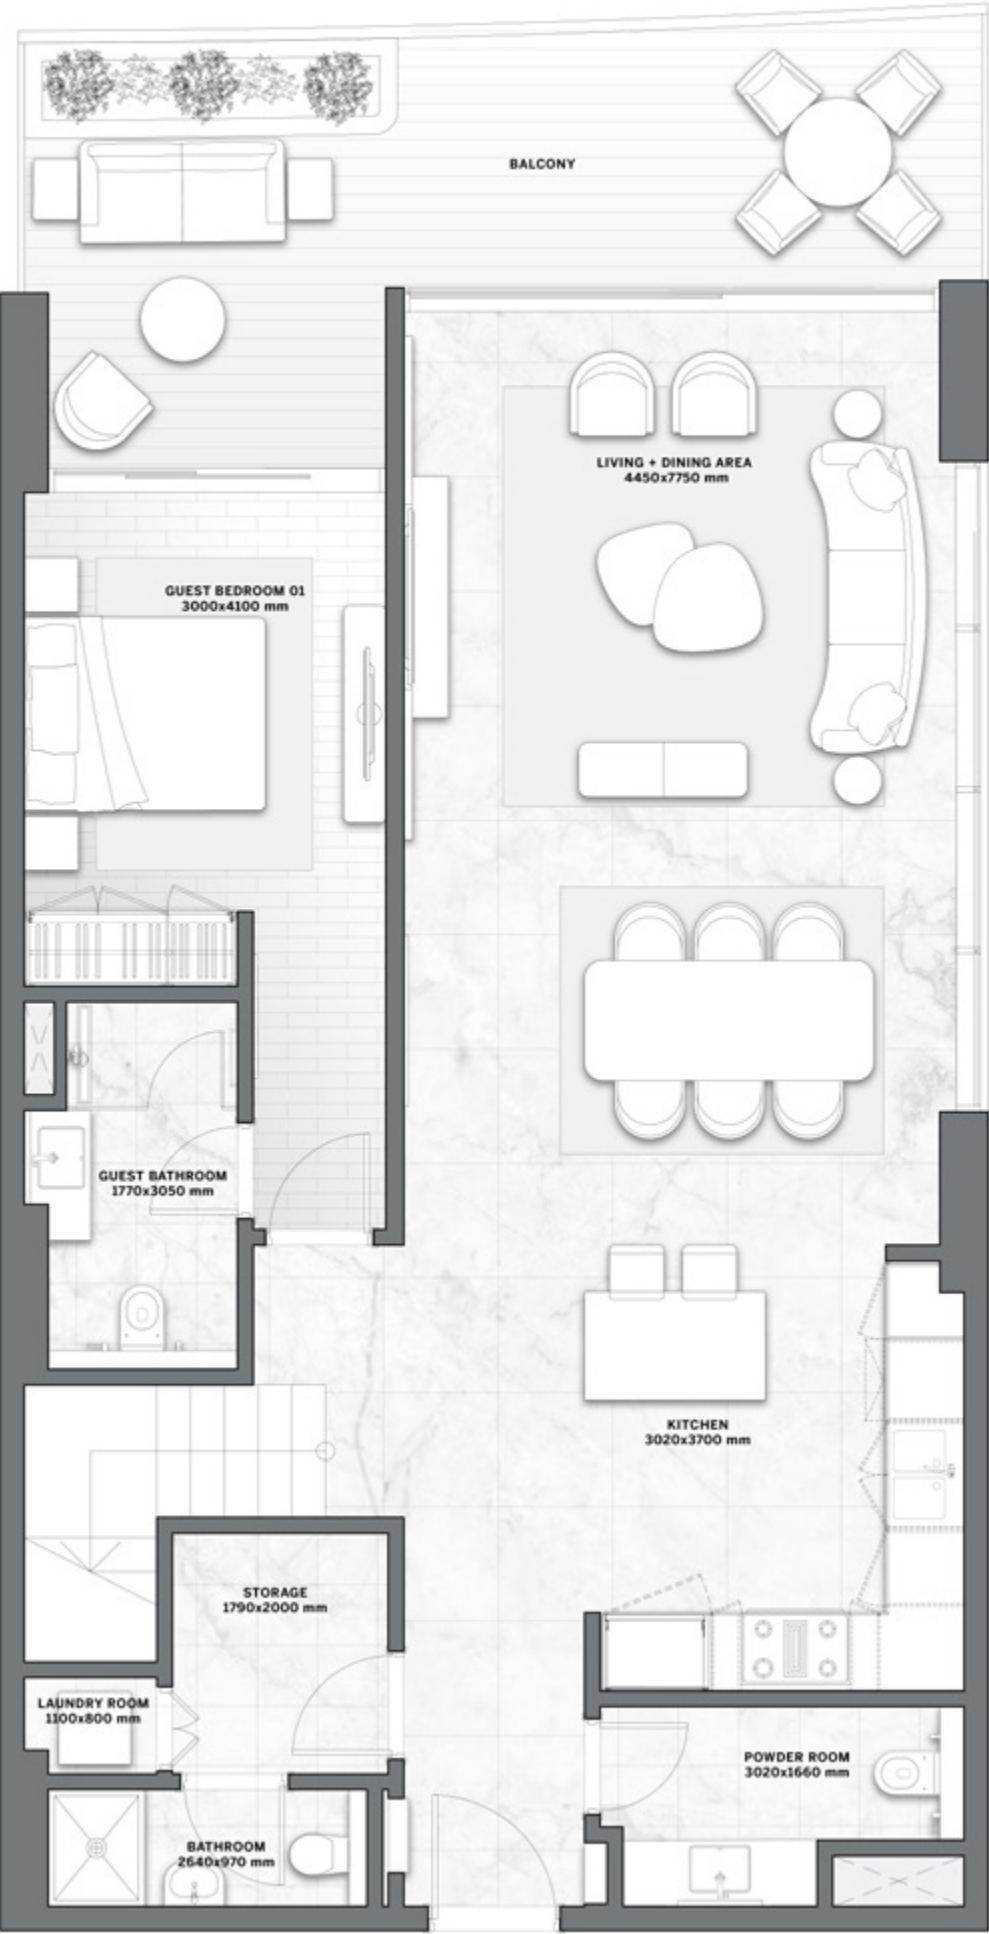 BALCONY
LIVING + DINING AREA
4450x7750 mm
GUEST BEDROOM 01
3000x4100 mm
GUEST BATHROOM
1770x3050 mm
KITCHEN
3020x3700 mm
STORAGE
1790x2000 mm
LAUNDRY ROOM
1100x800 mm
POWDER ROOM
3020x1660 mm
BATHROOM
2640x970 mm